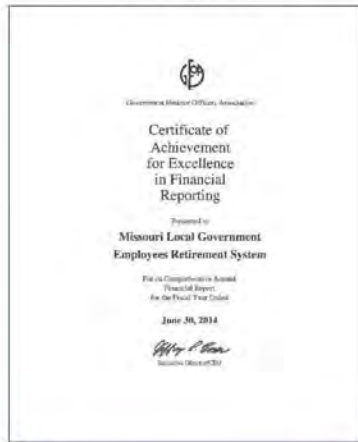 Government Finance Officers Association
Certificate of
Achievement
for Excellence
in Financial
Reporting
Presented to
Missouri Local Government
Employees Retirement System
For its Comprehensive Annual
Financial Report
for the Fiscal Year Ended
June 30, 2014
Executive Director/CEO